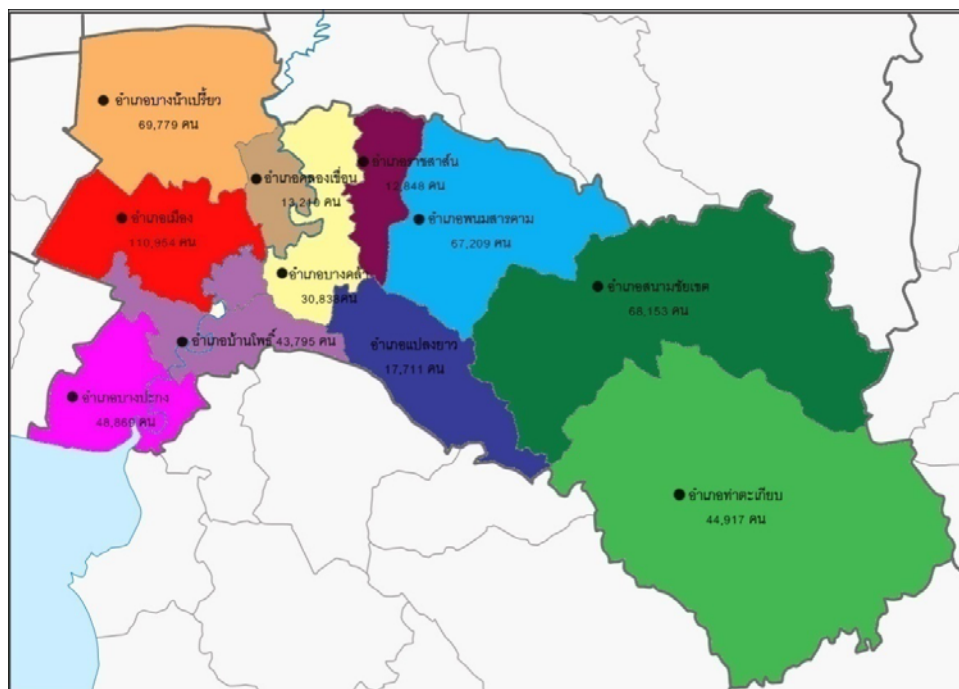 อำเภอบางน้ำเปรี้ยว
69,779 คน
อำเภอราชสาส์น
12,848 คน
อำเภอคลองเขื่อน
13,210 คน
อำเภอเมือง
110,954 คน
อำเภอพนมสารคาม
67,209 คน
อำเภอบางคล้า
30,838คน
อำเภอสนามชัยเขต
68,153 คน
อำเภอบ้านโพธิ์ 43,795 คน
อำเภอแปลงยาว
17,711 คน
อำเภอบางปะกง
48,860 คน
อำเภอท่าตะเกียบ
44,917 คน